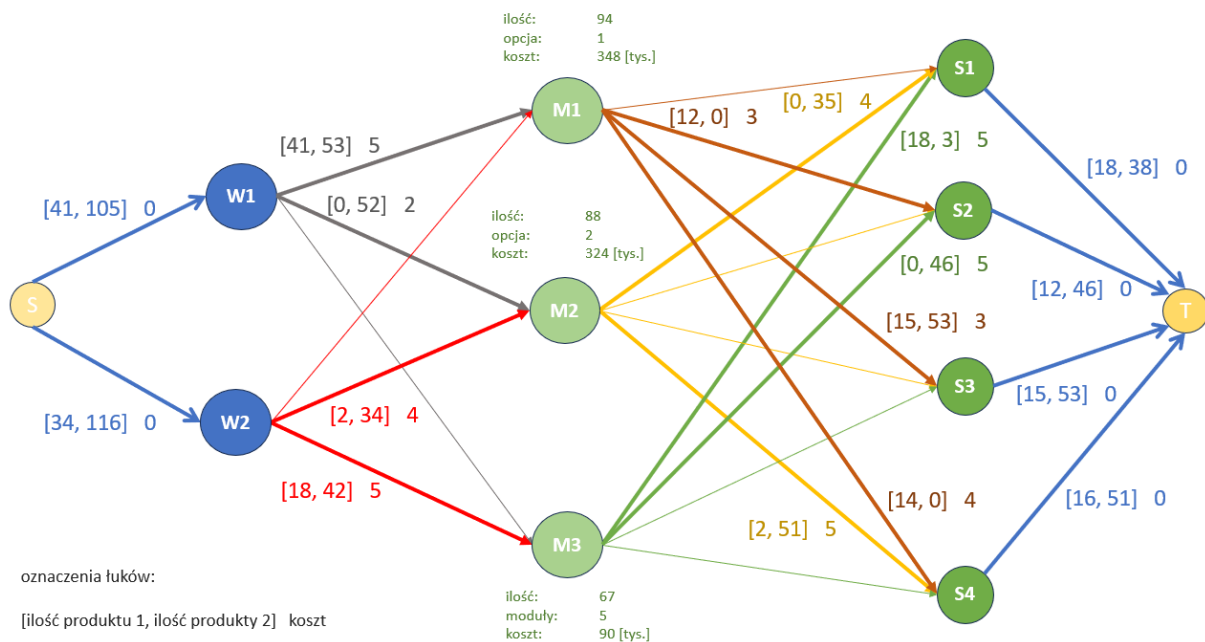 ilość: 94
opcja: 1
koszt: 348 [tys.]
S1
M1
[0, 35] 4
[12, 0] 3
[41, 53] 5
[18, 3] 5
[18, 38] 0
W1
[41, 105] 0
[0, 52] 2
S2
ilość: 88
opcja: 2
koszt: 324 [tys.]
[0, 46] 5
[12, 46] 0
S
M2
T
[15, 53] 3
S3
[15, 53] 0
W2
[34, 116] 0
[2, 34] 4
[18, 42] 5
[14, 0] 4
[16, 51] 0
[2, 51] 5
M3
S4
oznaczenia łuków:
[ilość produktu 1, ilość produkty 2] koszt
ilość: 67
moduły: 5
koszt: 90 [tys.]